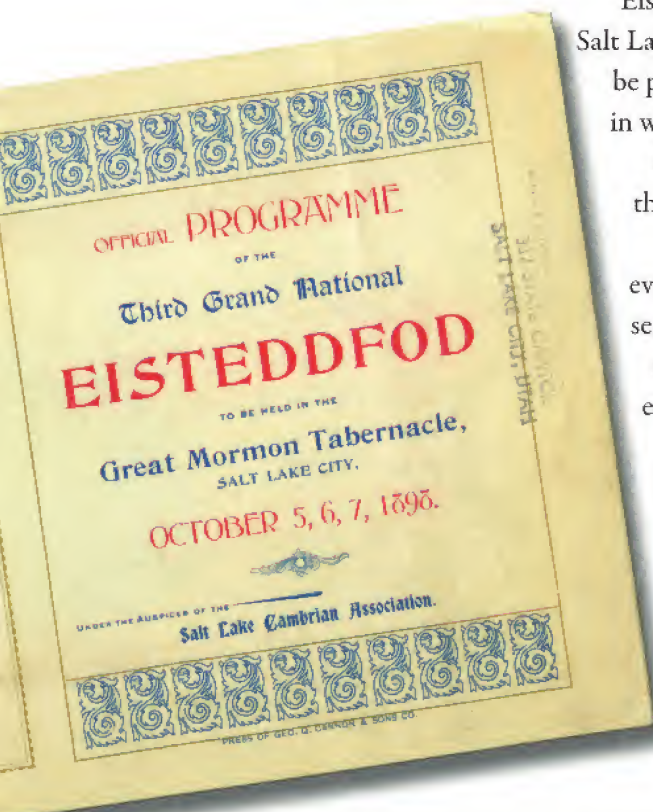 OFFICIAL PROGRAMME
OF THE
Third Grand National
EISTEDDFOD
TO BE HELD IN THE
Great Mormon Tabernacle,
SALT LAKE CITY,
OCTOBER 5, 6, 7, 1898.
UNDER THE AUSPICES OF THE
Salt Lake Cambrian Association.
PRESS OF GEO. Q. CANNON & SONS CO.
SALT LAKE CITY, UTAH
Salt La
be p
in w
th
ev
se
e